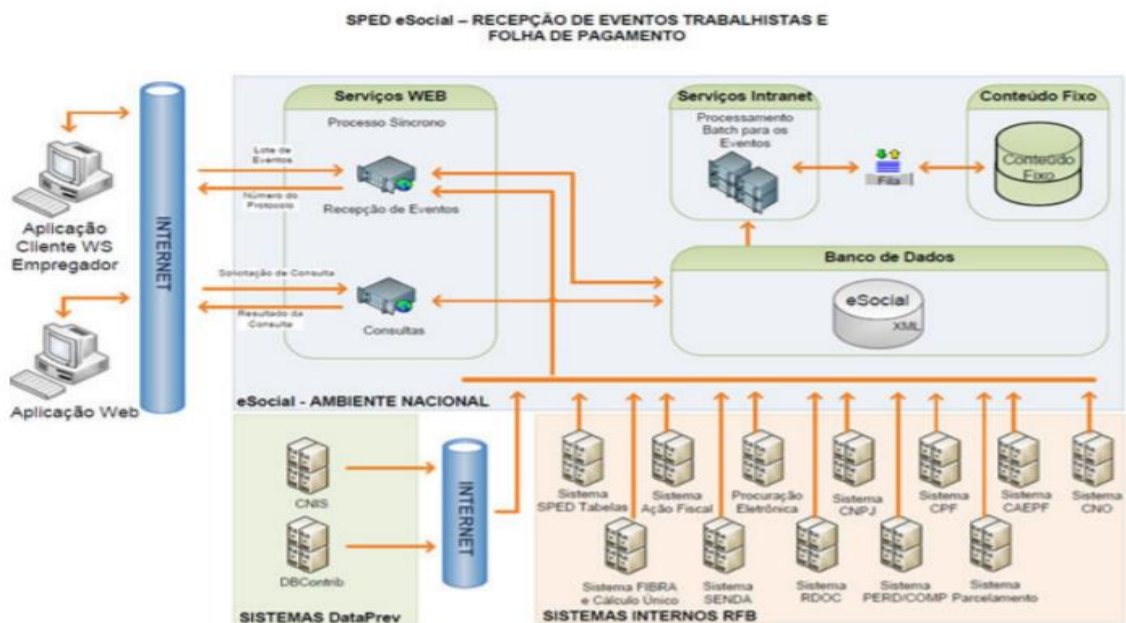 SPED eSocial – RECEPÇÃO DE EVENTOS TRABALHISTAS E
FOLHA DE PAGAMENTO
Serviços WEB
Processo Síncrono
Lote de
Eventos
Número do
Protocolo
Recepção de Eventos
Solicitação de Consulta
Resultado da
Consulta
Consultas
Serviços Intranet
Processamento
Batch para os
Eventos
Fila
Conteúdo Fixo
Conteúdo
Fixo
Banco de Dados
eSocial
XML
INTERNET
Aplicação
Cliente WS
Empregador
Aplicação Web
eSocial - AMBIENTE NACIONAL
CNIS
DBContrib
INTERNET
SISTEMAS DataPrev
Sistema
SPED Tabelas
Sistema
Ação Fiscal
Procuração
Eletrônica
Sistema
CNPJ
Sistema
CPF
Sistema
CAEPF
Sistema
CNO
Sistema FIBRA
e Cálculo Único
Sistema
SENDA
Sistema
RDOC
Sistema
PERD/COMP
Sistema
Parcelamento
SISTEMAS INTERNOS RFB